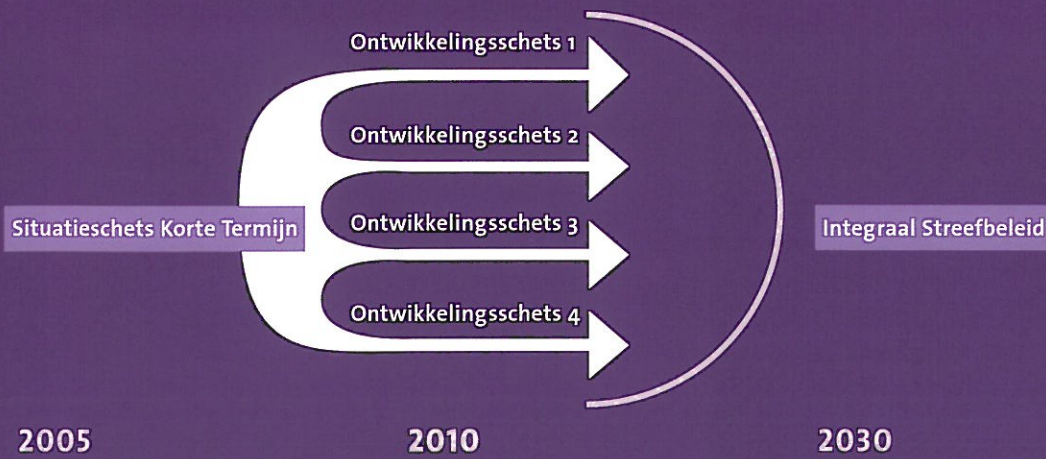 Ontwikkelingsschets 1
Ontwikkelingsschets 2
Situatieschets Korte Termijn
Ontwikkelingsschets 3
Integraal Streefbeleid
Ontwikkelingsschets 4
2005
2010
2030